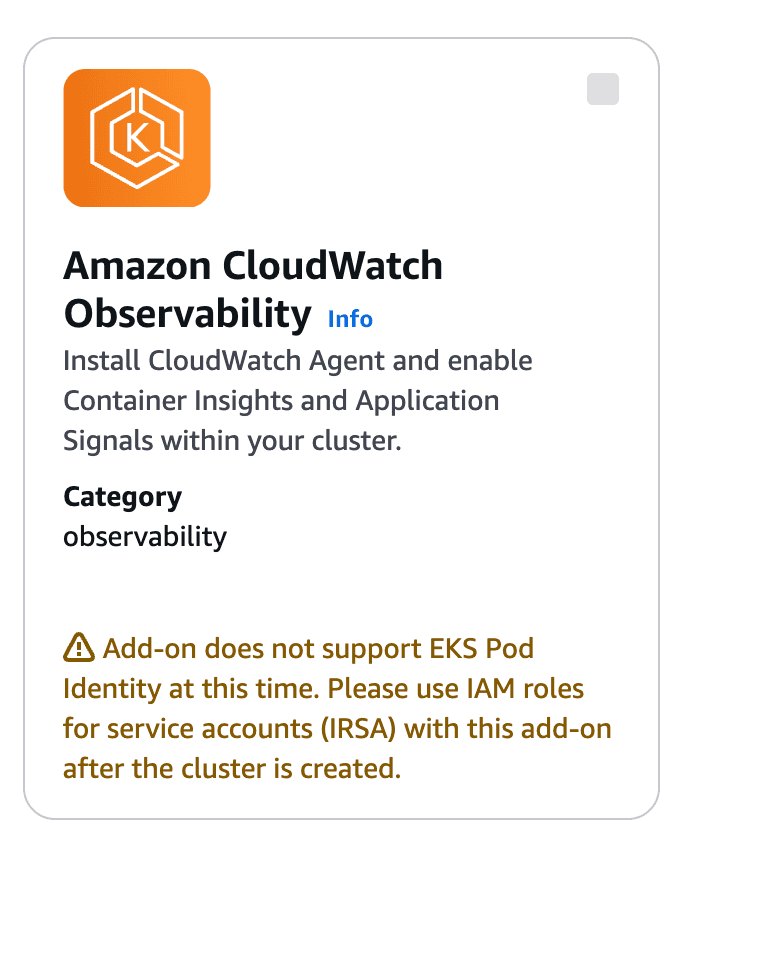 K
Amazon CloudWatch
Observability Info
Install CloudWatch Agent and enable
Container Insights and Application
Signals within your cluster.
Category
observability
Add-on does not support EKS Pod
Identity at this time. Please use IAM roles
for service accounts (IRSA) with this add-on
after the cluster is created.